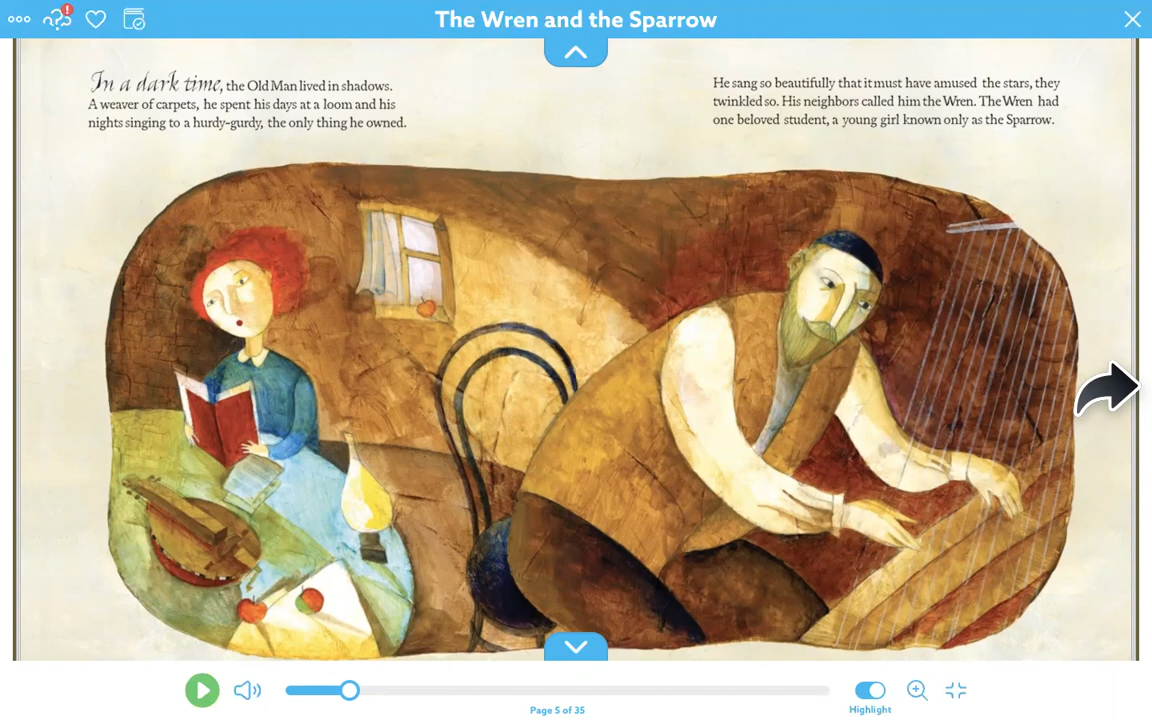 The Wren and the Sparrow
In a dark time, the Old Man lived in shadows.
A weaver of carpets, he spent his days at a loom and his
nights singing to a hurdy-gurdy, the only thing he owned.
He sang so beautifully that it must have amused the stars, they
twinkled so. His neighbors called him the Wren. The Wren had
one beloved student, a young girl known only as the Sparrow.
Page 5 of 35
Highlight